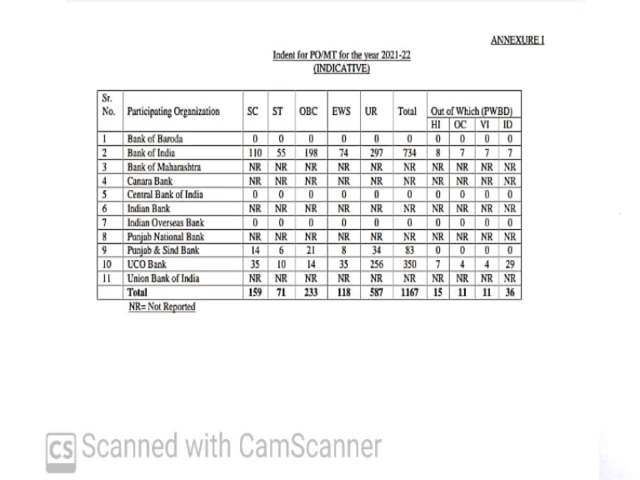 ANNEXURE I
Indent for PO/MT for the year 2021-22
(INDICATIVE)
Sr. No. Participating Organization SC ST OBC EWS UR Total Out of Which (PWBD)
HI OC VI ID
1 Bank of Baroda 0 0 0 0 0 0 0 0 0 0
2 Bank of India 110 55 198 74 297 734 8 7 7 7
3 Bank of Maharashtra NR NR NR NR NR NR NR NR NR NR
4 Canara Bank NR NR NR NR NR NR NR NR NR NR
5 Central Bank of India 0 0 0 0 0 0 0 0 0 0
6 Indian Bank NR NR NR NR NR NR NR NR NR NR
7 Indian Overseas Bank 0 0 0 0 0 0 0 0 0 0
8 Punjab National Bank NR NR NR NR NR NR NR NR NR NR
9 Punjab & Sind Bank 14 6 21 8 34 83 0 0 0 0
10 UCO Bank 35 10 14 35 256 350 7 4 4 29
11 Union Bank of India NR NR NR NR NR NR NR NR NR NR
Total 159 71 233 118 587 1167 15 11 11 36
NR= Not Reported
CS Scanned with CamScanner